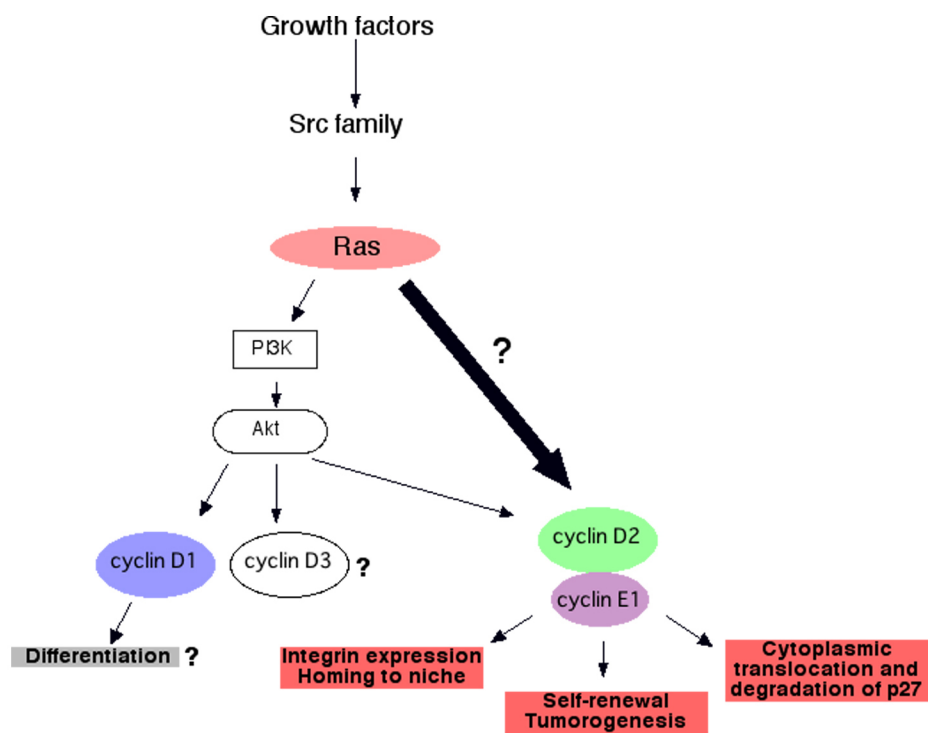 Growth factors
Src family
Ras
PI3K
?
Akt
cyclin D1
cyclin D3
?
cyclin D2
cyclin E1
Differentiation ?
Integrin expression
Homing to niche
Self-renewal
Tumorogenesis
Cytoplasmic
translocation and
degradation of p27